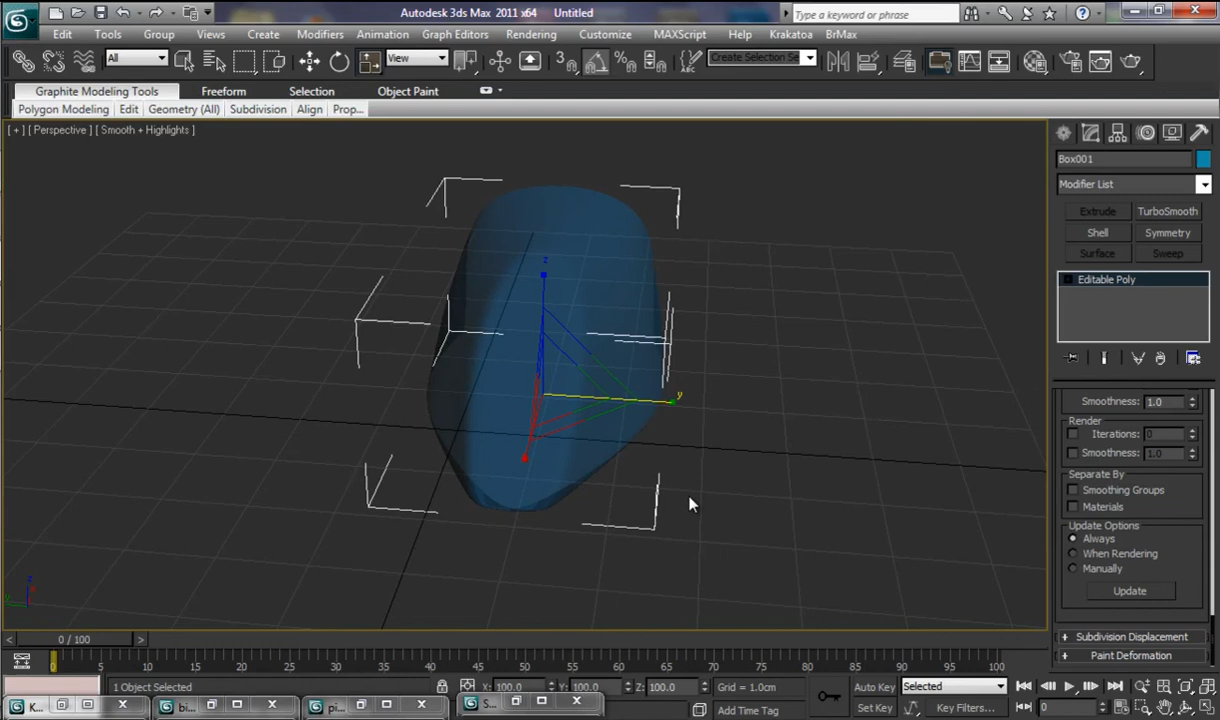 Autodesk 3ds Max 2011 x64 Untitled
Type a keyword or phrase
Edit Tools Group Views Create Modifiers Animation Graph Editors Rendering Customize MAXScript Help Krakatoa BrMax
All View Create Selection Se
Graphite Modeling Tools Freeform Selection Object Paint
Polygon Modeling Edit Geometry (All) Subdivision Align Prop...
[ + ] [ Perspective ] [ Smooth + Highlights ]
Box001
Modifier List
Extrude TurboSmooth
Shell Symmetry
Surface Sweep
Editable Poly
z
y
Smoothness: 1.0
Render
Iterations: 0
Smoothness: 1.0
Separate By
Smoothing Groups
Materials
Update Options
Always
When Rendering
Manually
Update
+ Subdivision Displacement
+ Paint Deformation
z
< 0 / 100 >
0 5 10 15 20 25 30 35 40 45 50 55 60 65 70 75 80 85 90 95 100
1 Object Selected X: 100.0 Y: 100.0 Z: 100.0 Grid = 1.0cm Auto Key Selected
K... bi... pi... S... Add Time Tag Set Key Key Filters... 0